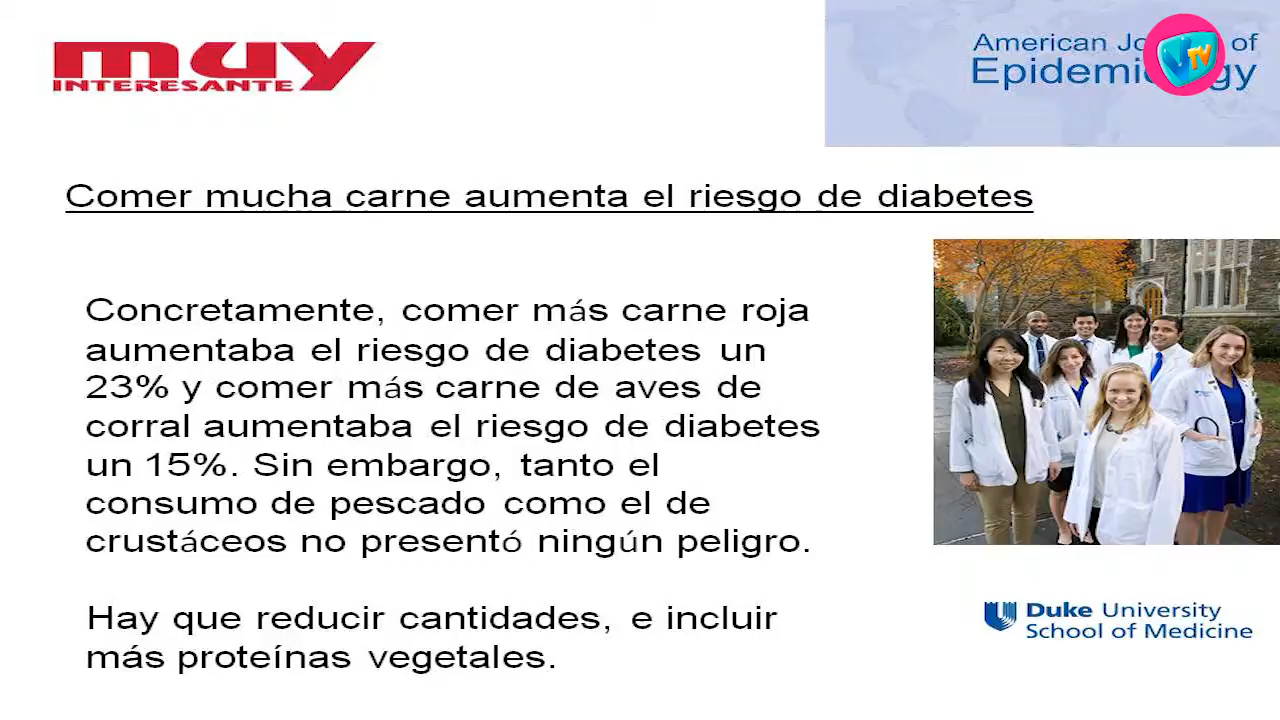 muy
INTERESANTE
American Jo of
Epidemi gy
TV
Comer mucha carne aumenta el riesgo de diabetes
Concretamente, comer más carne roja
aumentaba el riesgo de diabetes un
23% y comer más carne de aves de
corral aumentaba el riesgo de diabetes
un 15%. Sin embargo, tanto el
consumo de pescado como el de
crustáceos no presentó ningún peligro.
Hay que reducir cantidades, e incluir
más proteínas vegetales.
Duke University
School of Medicine